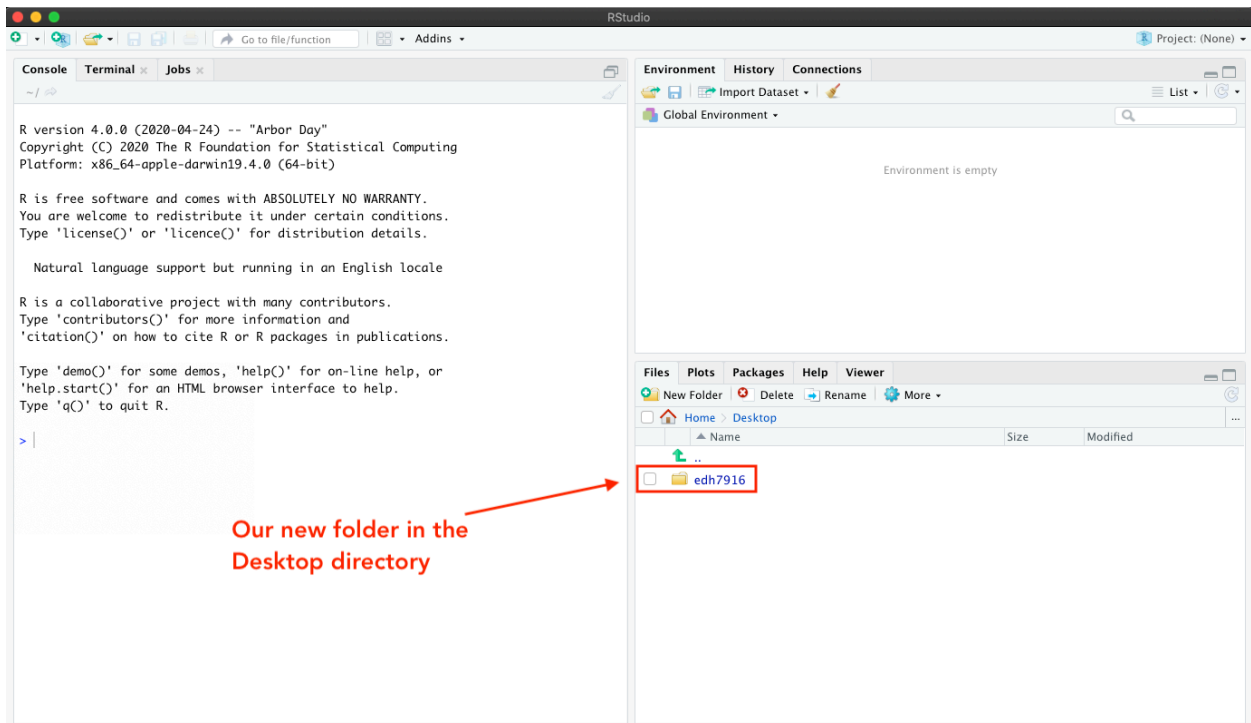 RStudio
Go to file/function Addins Project: (None)
Console Terminal Jobs
~/
R version 4.0.0 (2020-04-24) -- "Arbor Day"
Copyright (C) 2020 The R Foundation for Statistical Computing
Platform: x86_64-apple-darwin19.4.0 (64-bit)
R is free software and comes with ABSOLUTELY NO WARRANTY.
You are welcome to redistribute it under certain conditions.
Type 'license()' or 'licence()' for distribution details.
Natural language support but running in an English locale
R is a collaborative project with many contributors.
Type 'contributors()' for more information and
'citation()' on how to cite R or R packages in publications.
Type 'demo()' for some demos, 'help()' for on-line help, or
'help.start()' for an HTML browser interface to help.
Type 'q()' to quit R.
>
Environment History Connections
Import Dataset List
Global Environment
Environment is empty
Files Plots Packages Help Viewer
New Folder Delete Rename More
Home > Desktop ...
Name Size Modified
..
edh7916
Our new folder in the
Desktop directory